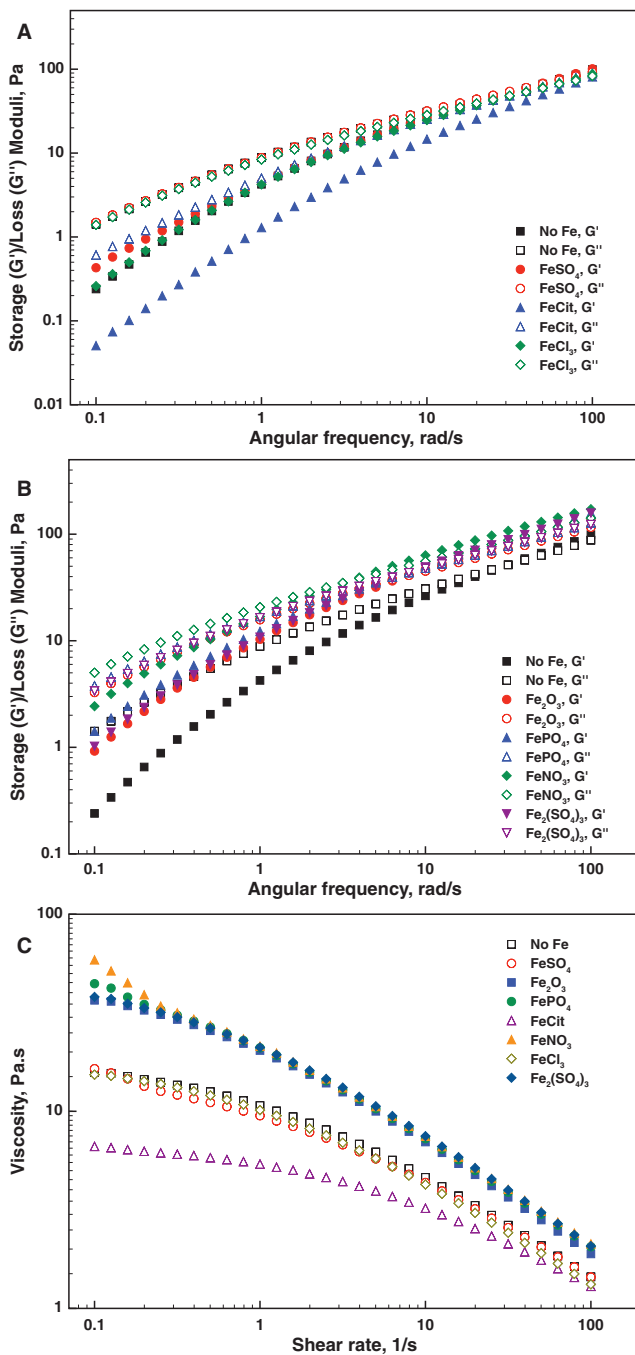 A
Storage (G')/Loss (G'') Moduli, Pa
100
10
1
0.1
0.01
No Fe, G'
No Fe, G''
FeSO₄, G'
FeSO₄, G''
FeCit, G'
FeCit, G''
FeCl₃, G'
FeCl₃, G''
0.1 1 10 100
Angular frequency, rad/s
B
Storage (G')/Loss (G'') Moduli, Pa
100
10
1
0.1
No Fe, G'
No Fe, G''
Fe₂O₃, G'
Fe₂O₃, G''
FePO₄, G'
FePO₄, G''
FeNO₃, G'
FeNO₃, G''
Fe₂(SO₄)₃, G'
Fe₂(SO₄)₃, G''
0.1 1 10 100
Angular frequency, rad/s
C
Viscosity, Pa.s
100
10
1
No Fe
FeSO₄
Fe₂O₃
FePO₄
FeCit
FeNO₃
FeCl₃
Fe₂(SO₄)₃
0.1 1 10 100
Shear rate, 1/s